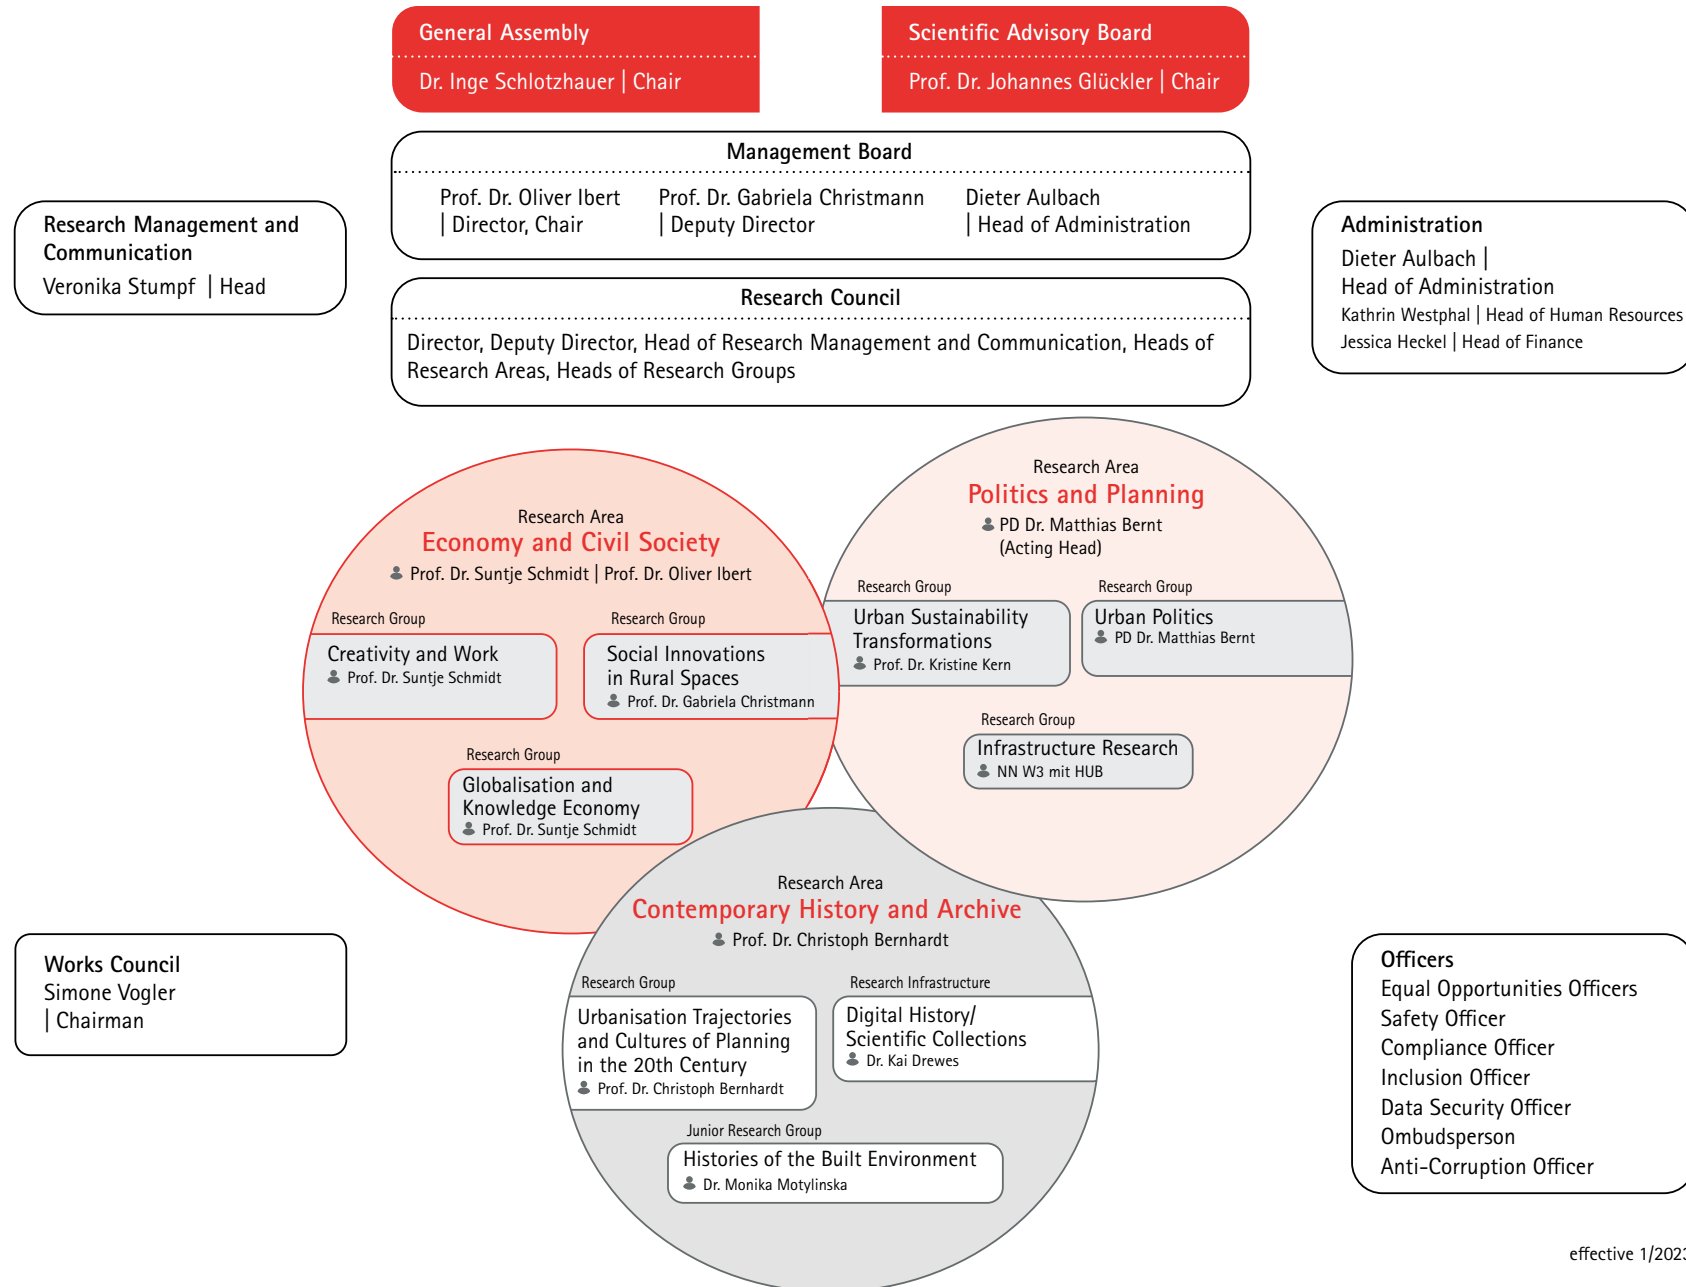 General Assembly
Dr. Inge Schlotzhauer | Chair
Scientific Advisory Board
Prof. Dr. Johannes Glückler | Chair
Management Board
Prof. Dr. Oliver Ibert
| Director, Chair
Prof. Dr. Gabriela Christmann
| Deputy Director
Dieter Aulbach
| Head of Administration
Research Management and
Communication
Veronika Stumpf | Head
Administration
Dieter Aulbach |
Head of Administration
Kathrin Westphal | Head of Human Resources
Jessica Heckel | Head of Finance
Research Council
Director, Deputy Director, Head of Research Management and Communication, Heads of
Research Areas, Heads of Research Groups
Research Area
Economy and Civil Society
Prof. Dr. Suntje Schmidt | Prof. Dr. Oliver Ibert
Research Group
Creativity and Work
Prof. Dr. Suntje Schmidt
Research Group
Social Innovations
in Rural Spaces
Prof. Dr. Gabriela Christmann
Research Group
Globalisation and
Knowledge Economy
Prof. Dr. Suntje Schmidt
Research Area
Politics and Planning
PD Dr. Matthias Bernt
(Acting Head)
Research Group
Urban Sustainability
Transformations
Prof. Dr. Kristine Kern
Research Group
Urban Politics
PD Dr. Matthias Bernt
Research Group
Infrastructure Research
NN W3 mit HUB
Research Area
Contemporary History and Archive
Prof. Dr. Christoph Bernhardt
Research Group
Urbanisation Trajectories
and Cultures of Planning
in the 20th Century
Prof. Dr. Christoph Bernhardt
Research Infrastructure
Digital History/
Scientific Collections
Dr. Kai Drewes
Junior Research Group
Histories of the Built Environment
Dr. Monika Motylinska
Works Council
Simone Vogler
| Chairman
Officers
Equal Opportunities Officers
Safety Officer
Compliance Officer
Inclusion Officer
Data Security Officer
Ombudsperson
Anti-Corruption Officer
effective 1/2023